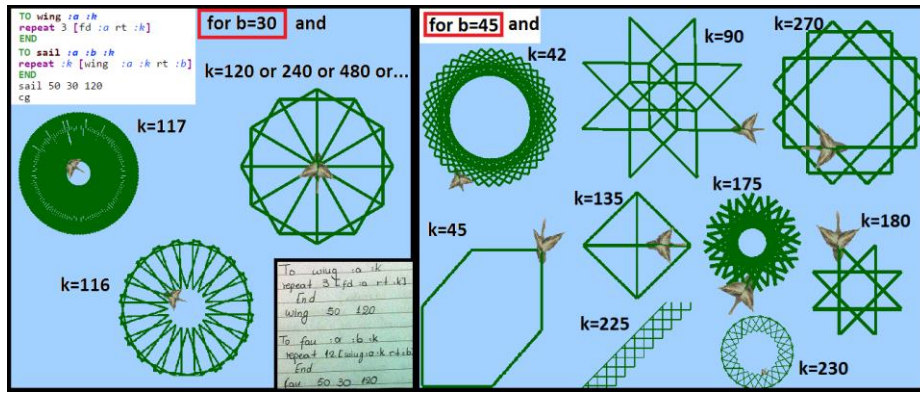 TO wing :a :k
repeat 3 [fd :a rt :k]
END
TO sail :a :b :k
repeat :k [wing :a :k rt :b]
END
sail 50 30 120
cg
for b=30 and
k=120 or 240 or 480 or...
k=117
k=116
To wing :a :k
repeat 3 [fd :a rt :k]
End
wing 50 120
To fau :a :b :k
repeat 12 [wing :a :k rt :b]
End
fau 50 30 120
for b=45 and
k=42
k=90
k=270
k=45
k=135
k=175
k=180
k=225
k=230